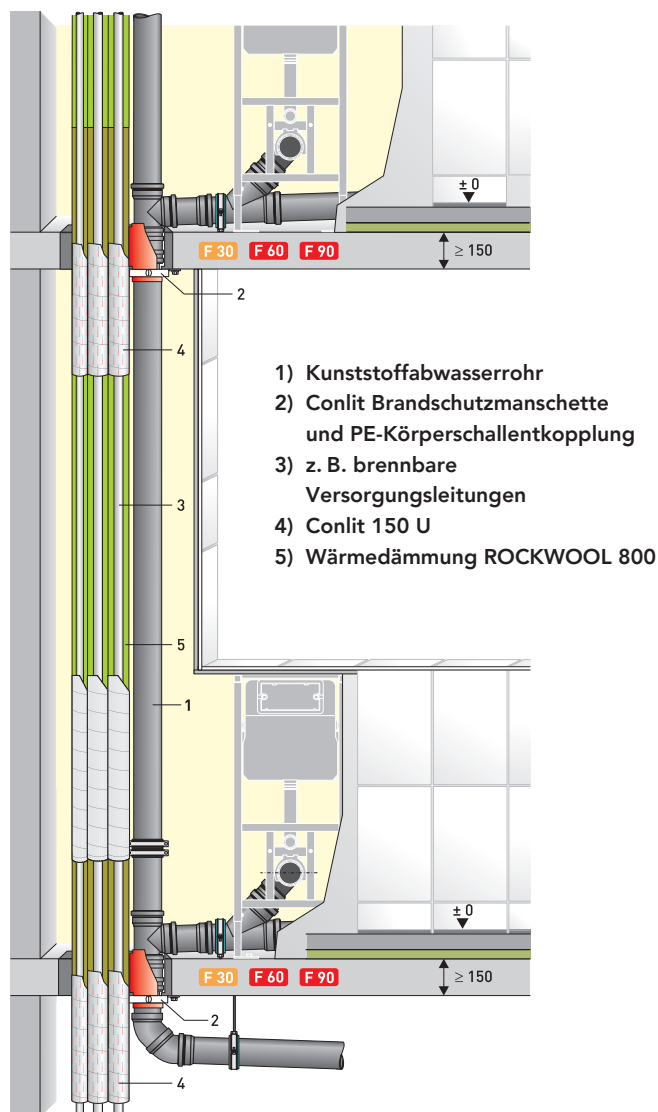 ± 0
F 30 F 60 F 90 ≥ 150
2
4
1) Kunststoffabwasserrohr
2) Conlit Brandschutzmanschette
und PE-Körperschallentkopplung
3) z. B. brennbare
Versorgungsleitungen
4) Conlit 150 U
5) Wärmedämmung ROCKWOOL 800
3
5
1
± 0
F 30 F 60 F 90 ≥ 150
2
4